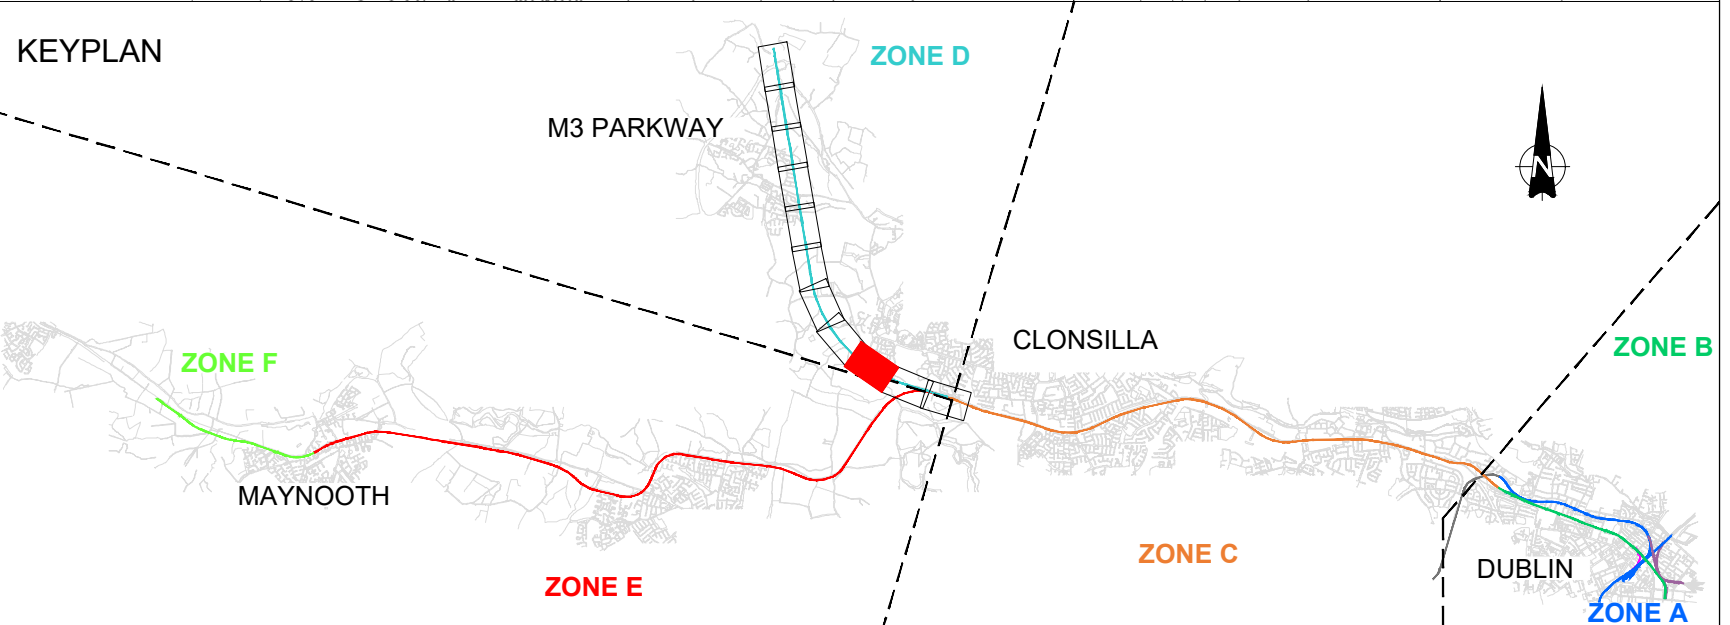 KEYPLAN
ZONE D
M3 PARKWAY
N
CLONSILLA
ZONE B
ZONE F
MAYNOOTH
ZONE C
DUBLIN
ZONE E
ZONE A